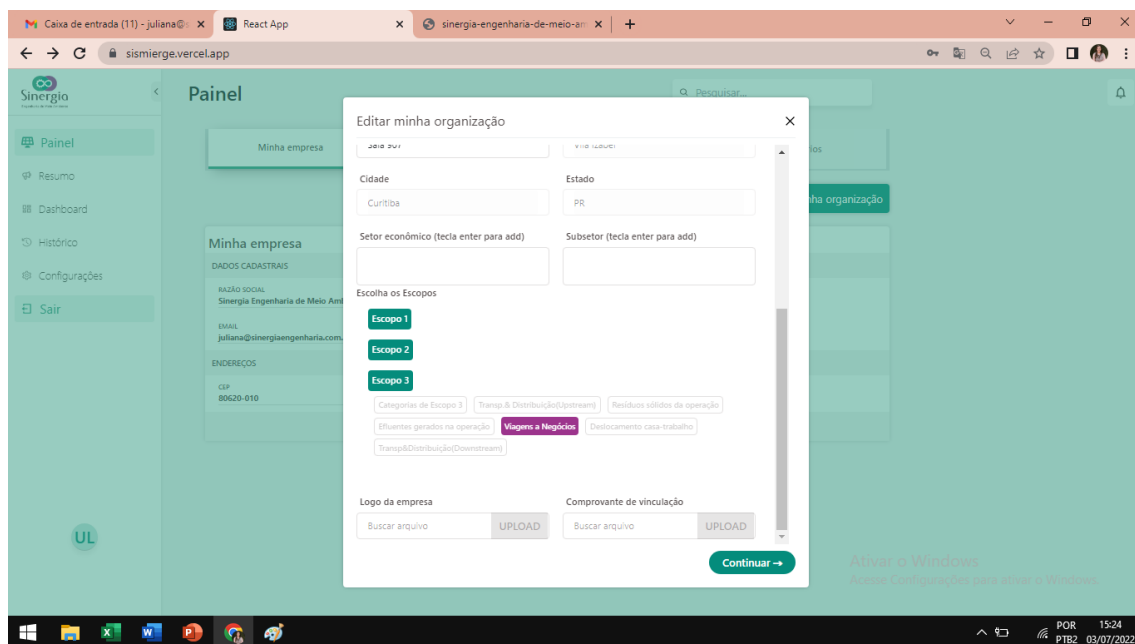 Caixa de entrada (11) - juliana@s
React App
sinergia-engenharia-de-meio-am
sismierge.vercel.app
Sinergia
Painel
Pesquisar...
Editar minha organização
Painel
Resumo
Dashboard
Histórico
Configurações
Sair
UL
Minha empresa
ios
nha organização
Minha empresa
DADOS CADASTRAIS
RAZÃO SOCIAL
Sinergia Engenharia de Meio Am
EMAIL
juliana@sinergiaengenharia.com.
ENDEREÇOS
CEP
80620-010
Sala 907
Vila Izabel
Cidade
Estado
Curitiba
PR
Setor econômico (tecla enter para add)
Subsetor (tecla enter para add)
Escolha os Escopos
Escopo 1
Escopo 2
Escopo 3
Categorias de Escopo 3
Transp.& Distribuição(Upstream)
Resíduos sólidos da operação
Efluentes gerados na operação
Viagens a Negócios
Deslocamento casa-trabalho
Transp&Distribuição(Downstream)
Logo da empresa
Comprovante de vinculação
Buscar arquivo
UPLOAD
Buscar arquivo
UPLOAD
Continuar →
Ativar o Windows
Acesse Configurações para ativar o Windows.
POR
PTB2
15:24
03/07/2022